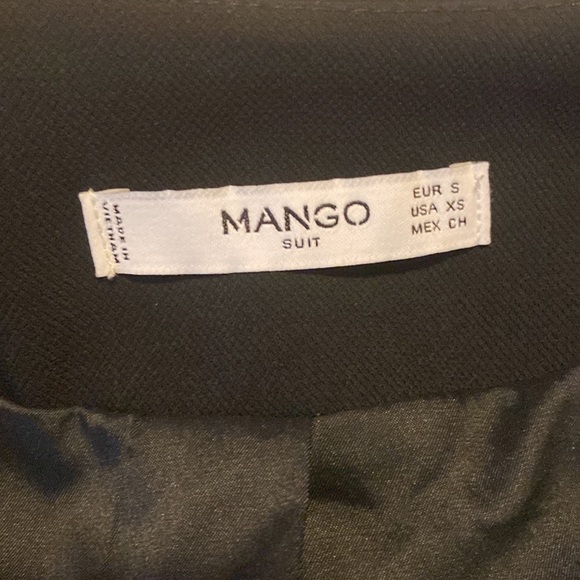 MADE IN
VIETNAM
MANGO
SUIT
EUR S
USA XS
MEX CH